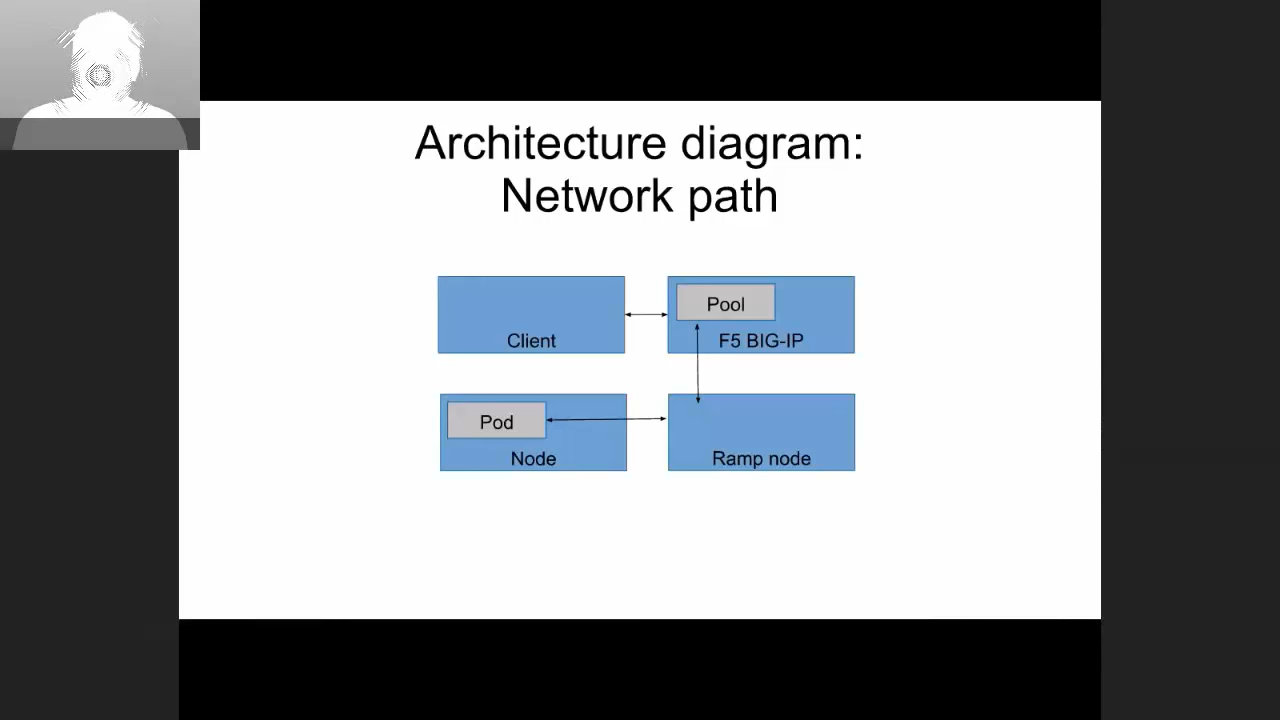 Architecture diagram:
Network path
Client
Pool
F5 BIG-IP
Pod
Node
Ramp node